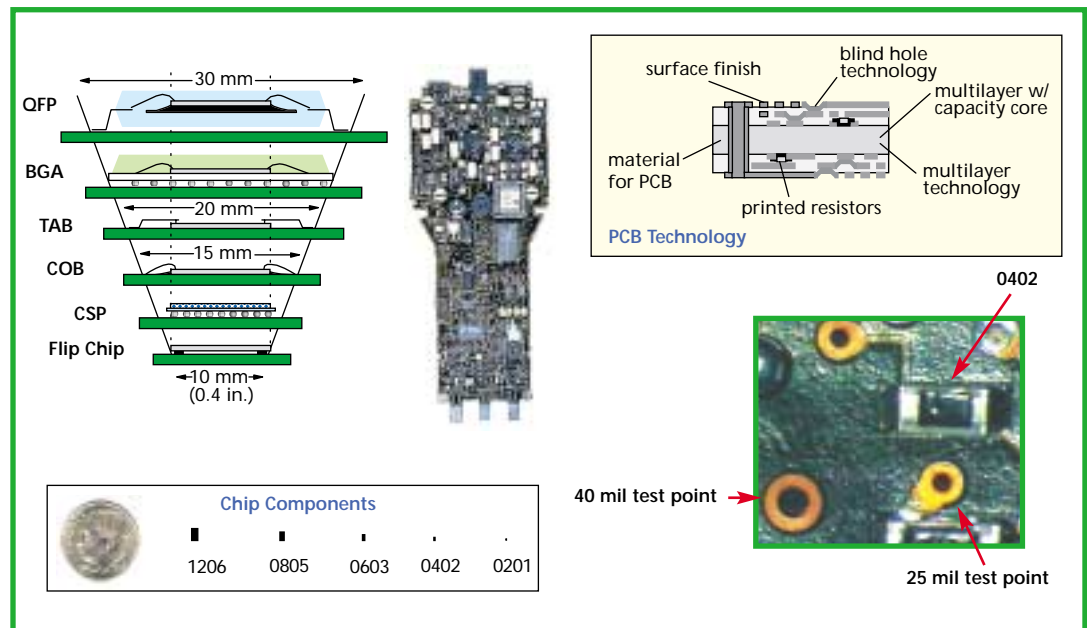 30 mm
QFP
BGA
20 mm
TAB
15 mm
COB
CSP
Flip Chip
10 mm
(0.4 in.)
surface finish
blind hole
technology
multilayer w/
capacity core
material
for PCB
multilayer
technology
printed resistors
PCB Technology
0402
40 mil test point
25 mil test point
Chip Components
1206
0805
0603
0402
0201